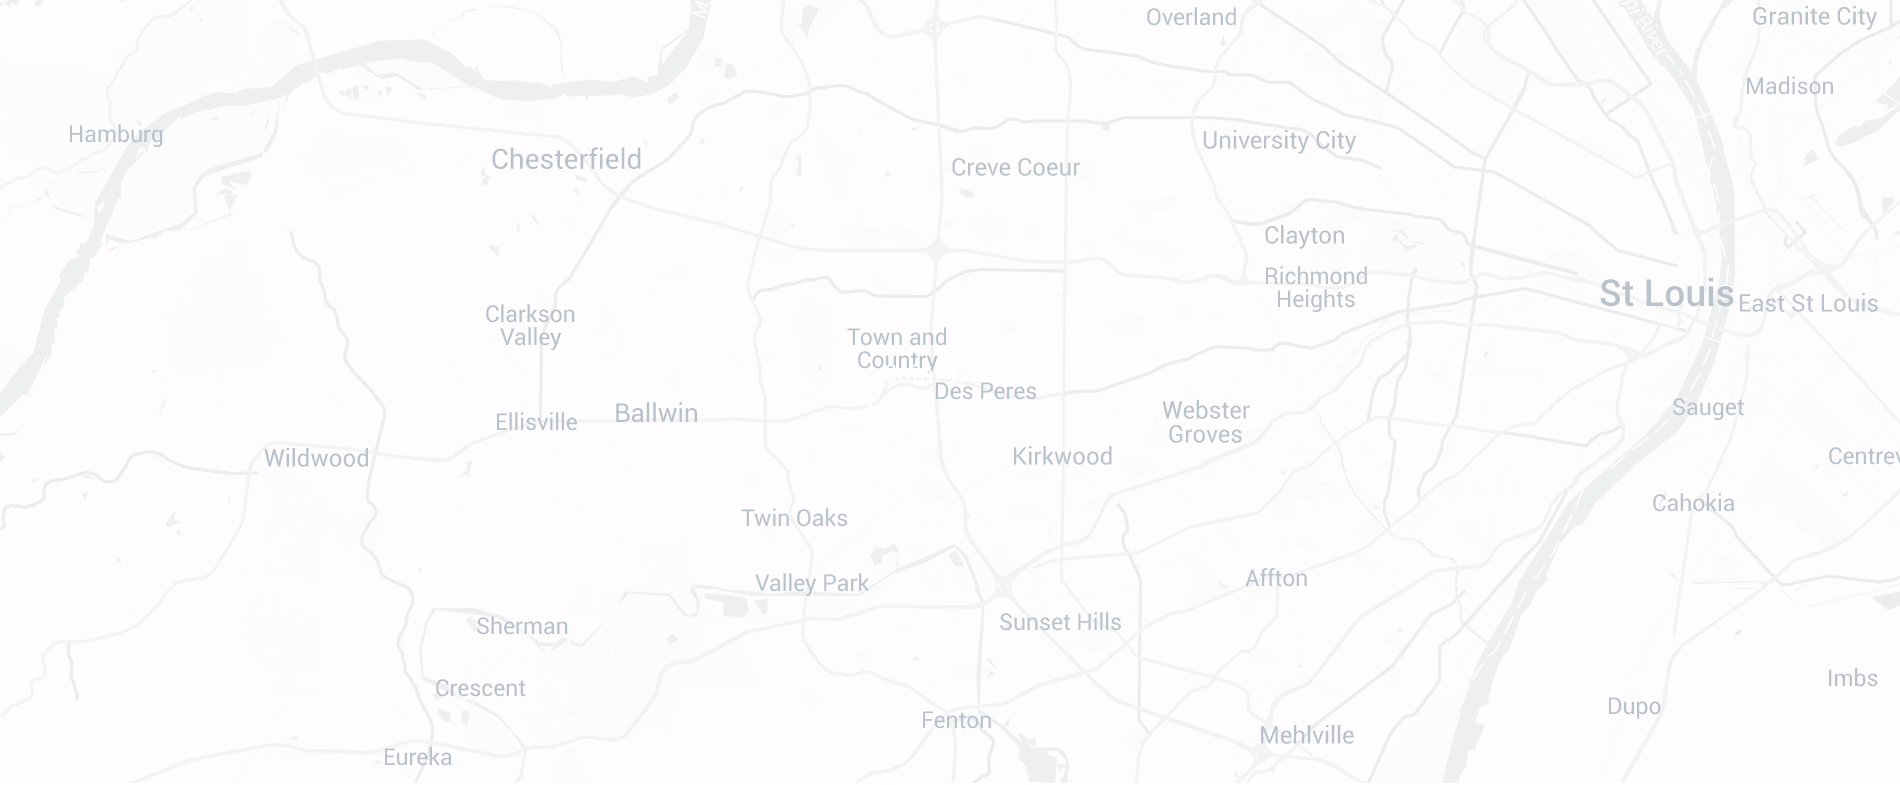 Overland
Granite City
pi River
Madison
Hamburg
University City
Chesterfield
Creve Coeur
Clayton
Richmond
Heights
St Louis
East St Louis
Clarkson
Valley
Town and
Country
Des Peres
Ballwin
Ellisville
Webster
Groves
Sauget
Wildwood
Kirkwood
Centrev
Cahokia
Twin Oaks
Valley Park
Affton
Sherman
Sunset Hills
Crescent
Imbs
Dupo
Fenton
Mehlville
Eureka